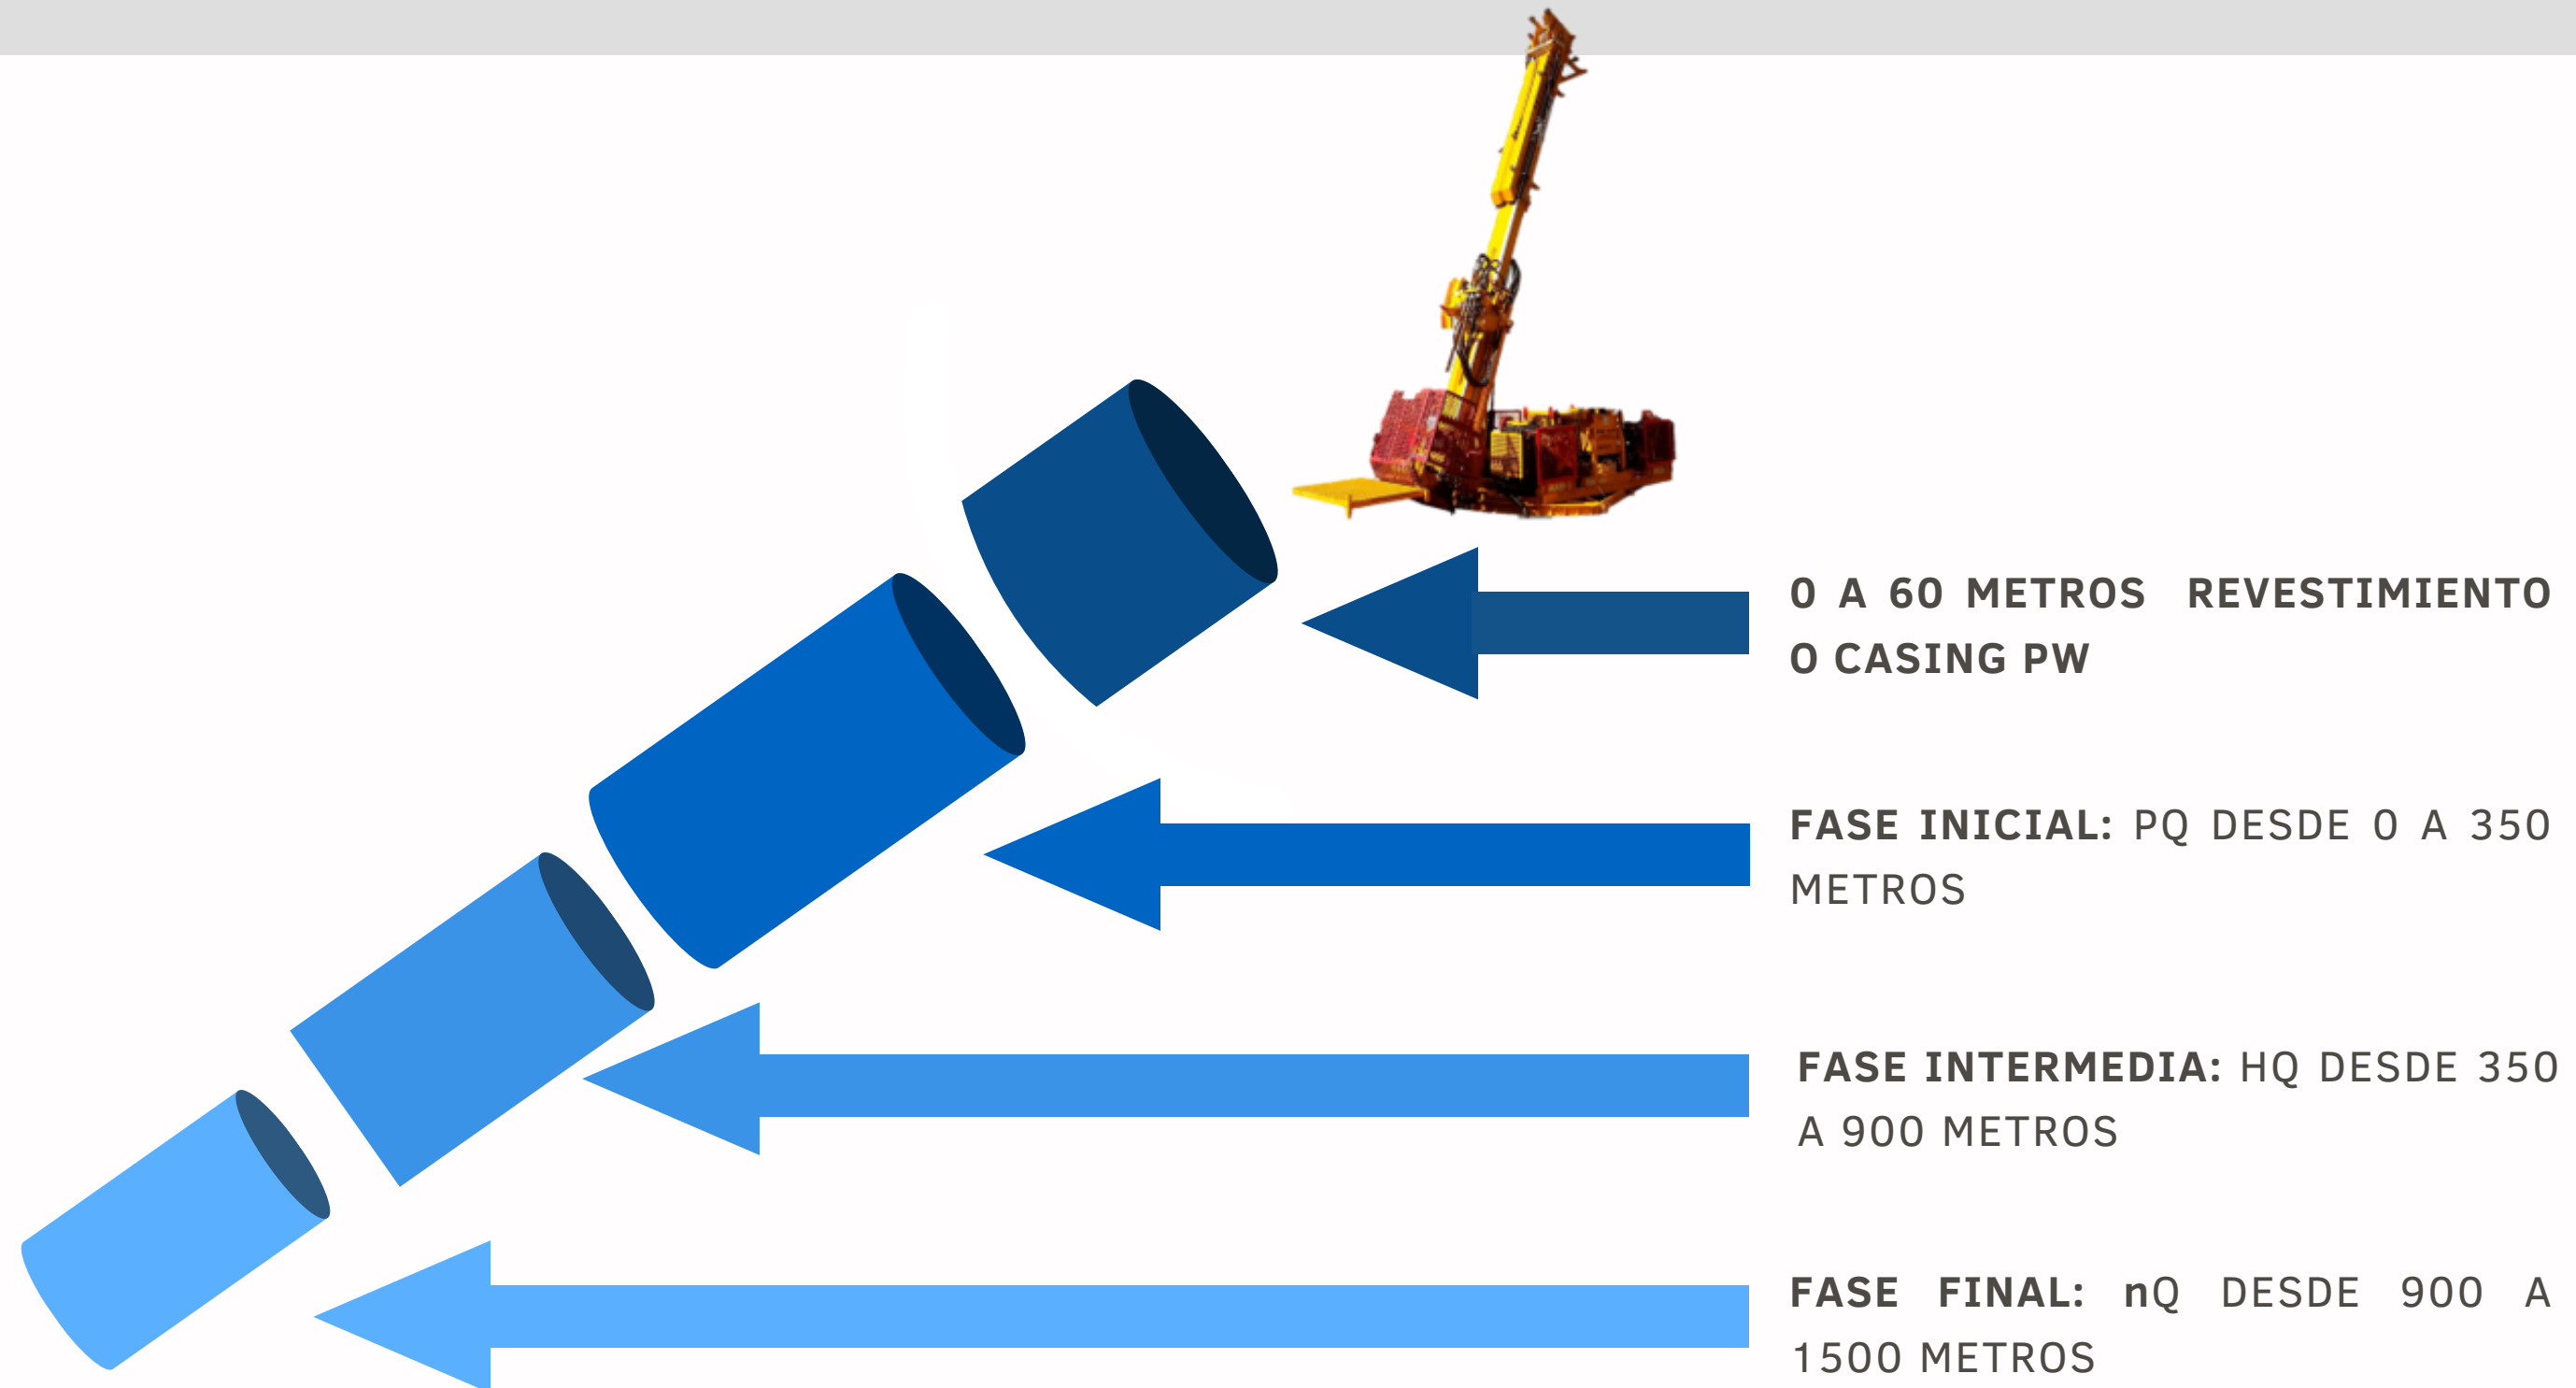 0 A 60 METROS REVESTIMIENTO
O CASING PW
FASE INICIAL: PQ DESDE 0 A 350
METROS
FASE INTERMEDIA: HQ DESDE 350
A 900 METROS
FASE FINAL: nQ DESDE 900 A
1500 METROS